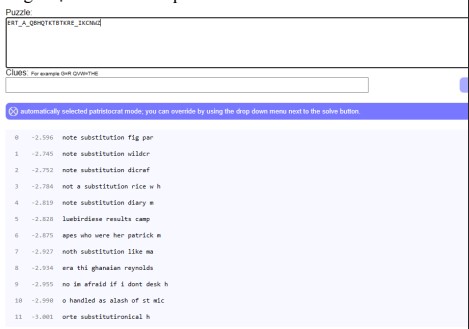 Puzzle:
ERT_A_QBHQTKTBTKRE_IKCNWZ
Clues: For example G=R QVW=THE
automatically selected patristocrat mode; you can override by using the drop down menu next to the solve button.
0 -2.596 note substitution fig par
1 -2.745 note substitution wildcr
2 -2.752 note substitution dicraf
3 -2.784 not a substitution rice w h
4 -2.819 note substitution diary m
5 -2.828 luebirdiese results camp
6 -2.875 apes who were her patrick m
7 -2.927 noth substitution like ma
8 -2.934 era thi ghanaian reynolds
9 -2.955 no im afraid if i dont desk h
10 -2.990 o handled as alash of st mic
11 -3.001 orte substitutironical h